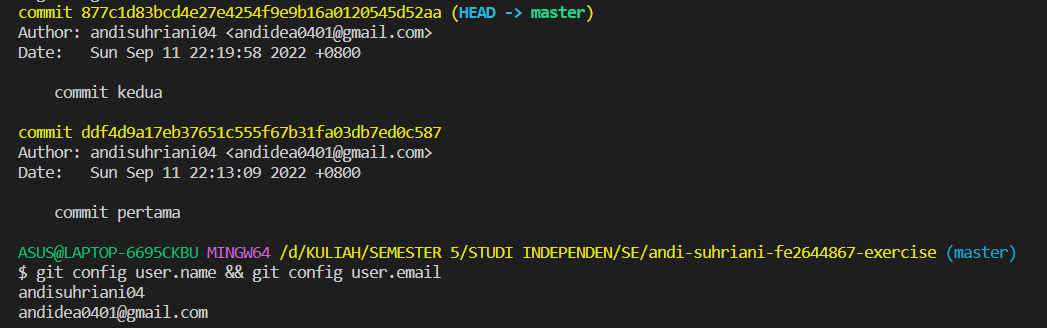 commit 877c1d83bcd4e27e4254f9e9b16a0120545d52aa (HEAD -> master)
Author: andisuhriani04 <andidea0401@gmail.com>
Date:   Sun Sep 11 22:19:58 2022 +0800
    commit kedua
commit ddf4d9a17eb37651c555f67b31fa03db7ed0c587
Author: andisuhriani04 <andidea0401@gmail.com>
Date:   Sun Sep 11 22:13:09 2022 +0800
    commit pertama
ASUS@LAPTOP-6695CKBU MINGW64 /d/KULIAH/SEMESTER 5/STUDI INDEPENDEN/SE/andi-suhriani-fe2644867-exercise (master)
$ git config user.name && git config user.email
andisuhriani04
andidea0401@gmail.com